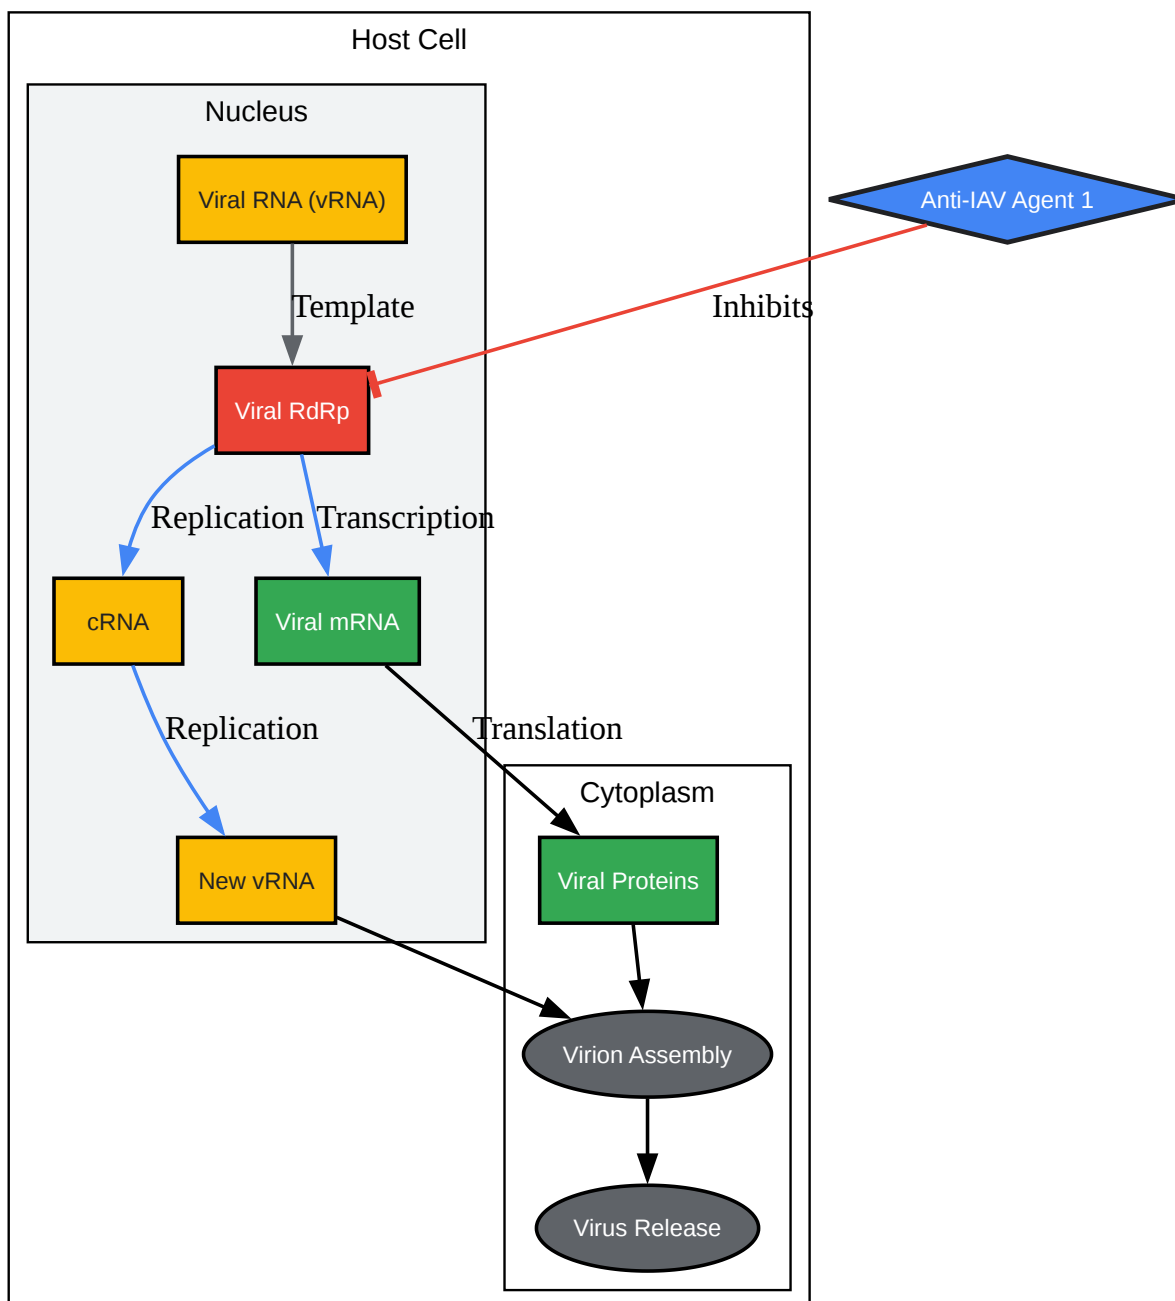 Host Cell
Nucleus
Viral RNA (vRNA)
Anti-IAV Agent 1
Template
Inhibits
Viral RdRp
Replication
Transcription
cRNA
Viral mRNA
Replication
Translation
Cytoplasm
New vRNA
Viral Proteins
Virion Assembly
Virus Release